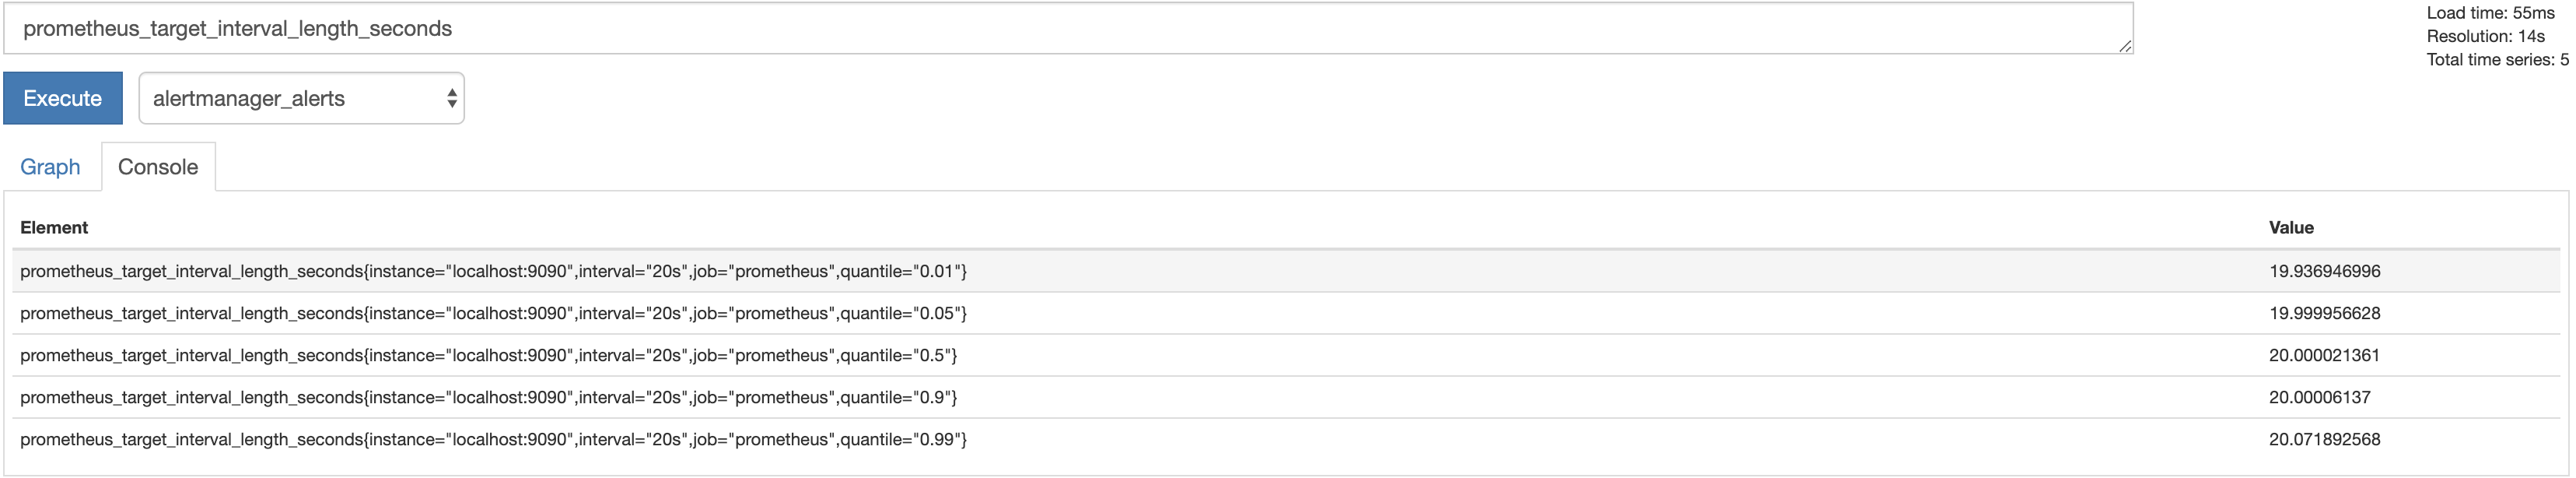 prometheus_target_interval_length_seconds
Load time: 55ms
Resolution: 14s
Total time series: 5
Execute
alertmanager_alerts
Graph
Console
Element Value
prometheus_target_interval_length_seconds{instance="localhost:9090",interval="20s",job="prometheus",quantile="0.01"} 19.936946996
prometheus_target_interval_length_seconds{instance="localhost:9090",interval="20s",job="prometheus",quantile="0.05"} 19.999956628
prometheus_target_interval_length_seconds{instance="localhost:9090",interval="20s",job="prometheus",quantile="0.5"} 20.000021361
prometheus_target_interval_length_seconds{instance="localhost:9090",interval="20s",job="prometheus",quantile="0.9"} 20.00006137
prometheus_target_interval_length_seconds{instance="localhost:9090",interval="20s",job="prometheus",quantile="0.99"} 20.071892568